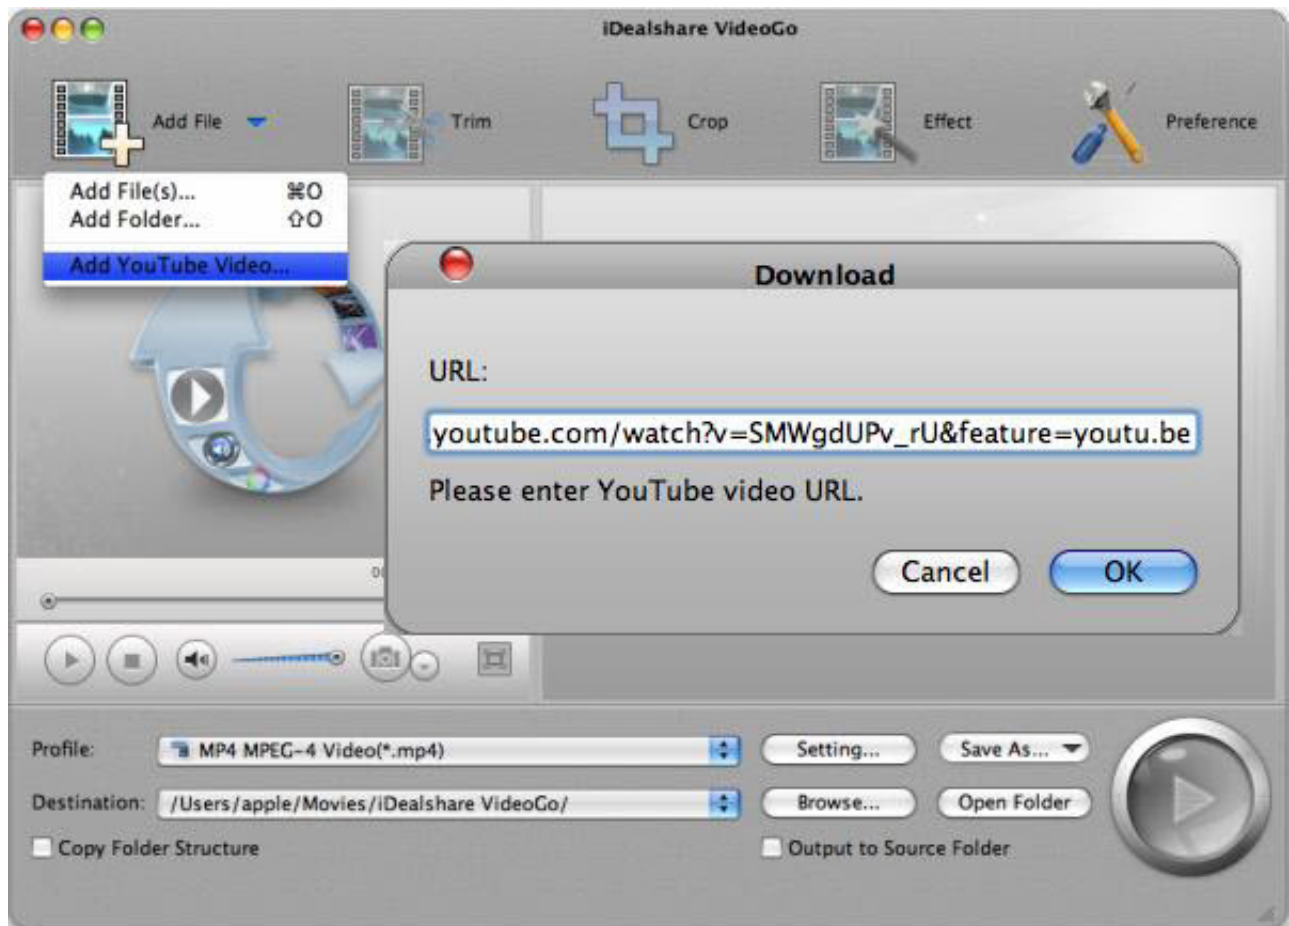 iDealshare VideoGo
Add File
Trim
Crop
Effect
Preference
Add File(s)... ⌘O
Add Folder... ⇧O
Add YouTube Video...
Download
URL:
.youtube.com/watch?v=SMWgdUPv_rU&feature=youtu.be
Please enter YouTube video URL.
Cancel
OK
Profile:
MP4 MPEG-4 Video(*.mp4)
Setting...
Save As...
Destination:
/Users/apple/Movies/iDealshare VideoGo/
Browse...
Open Folder
Copy Folder Structure
Output to Source Folder